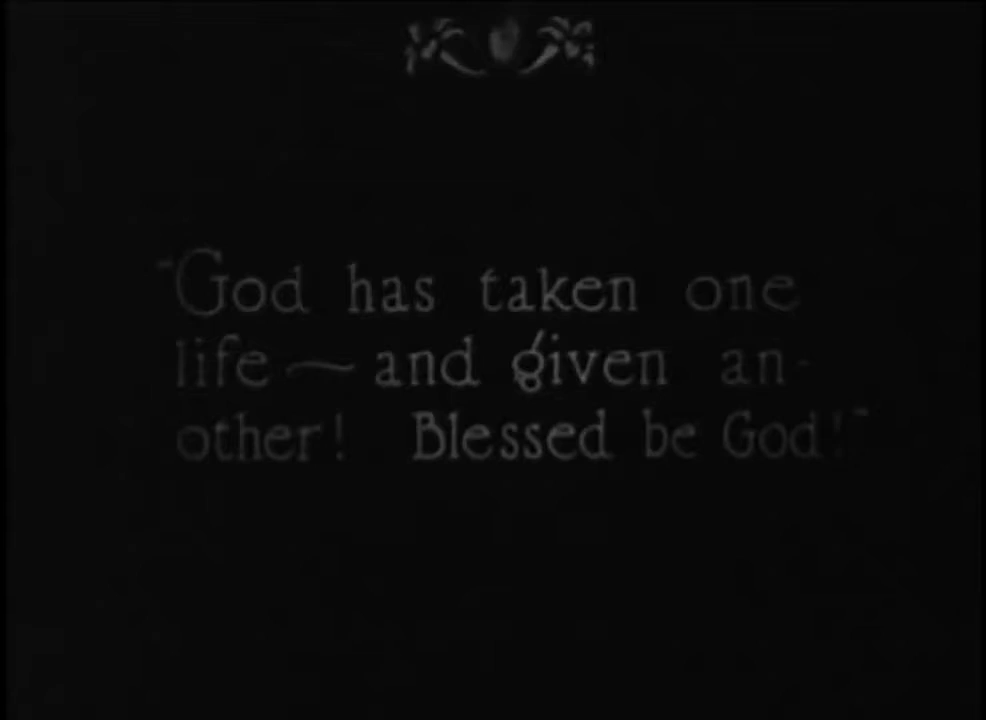 "God has taken one
life — and given an-
other! Blessed be God!"